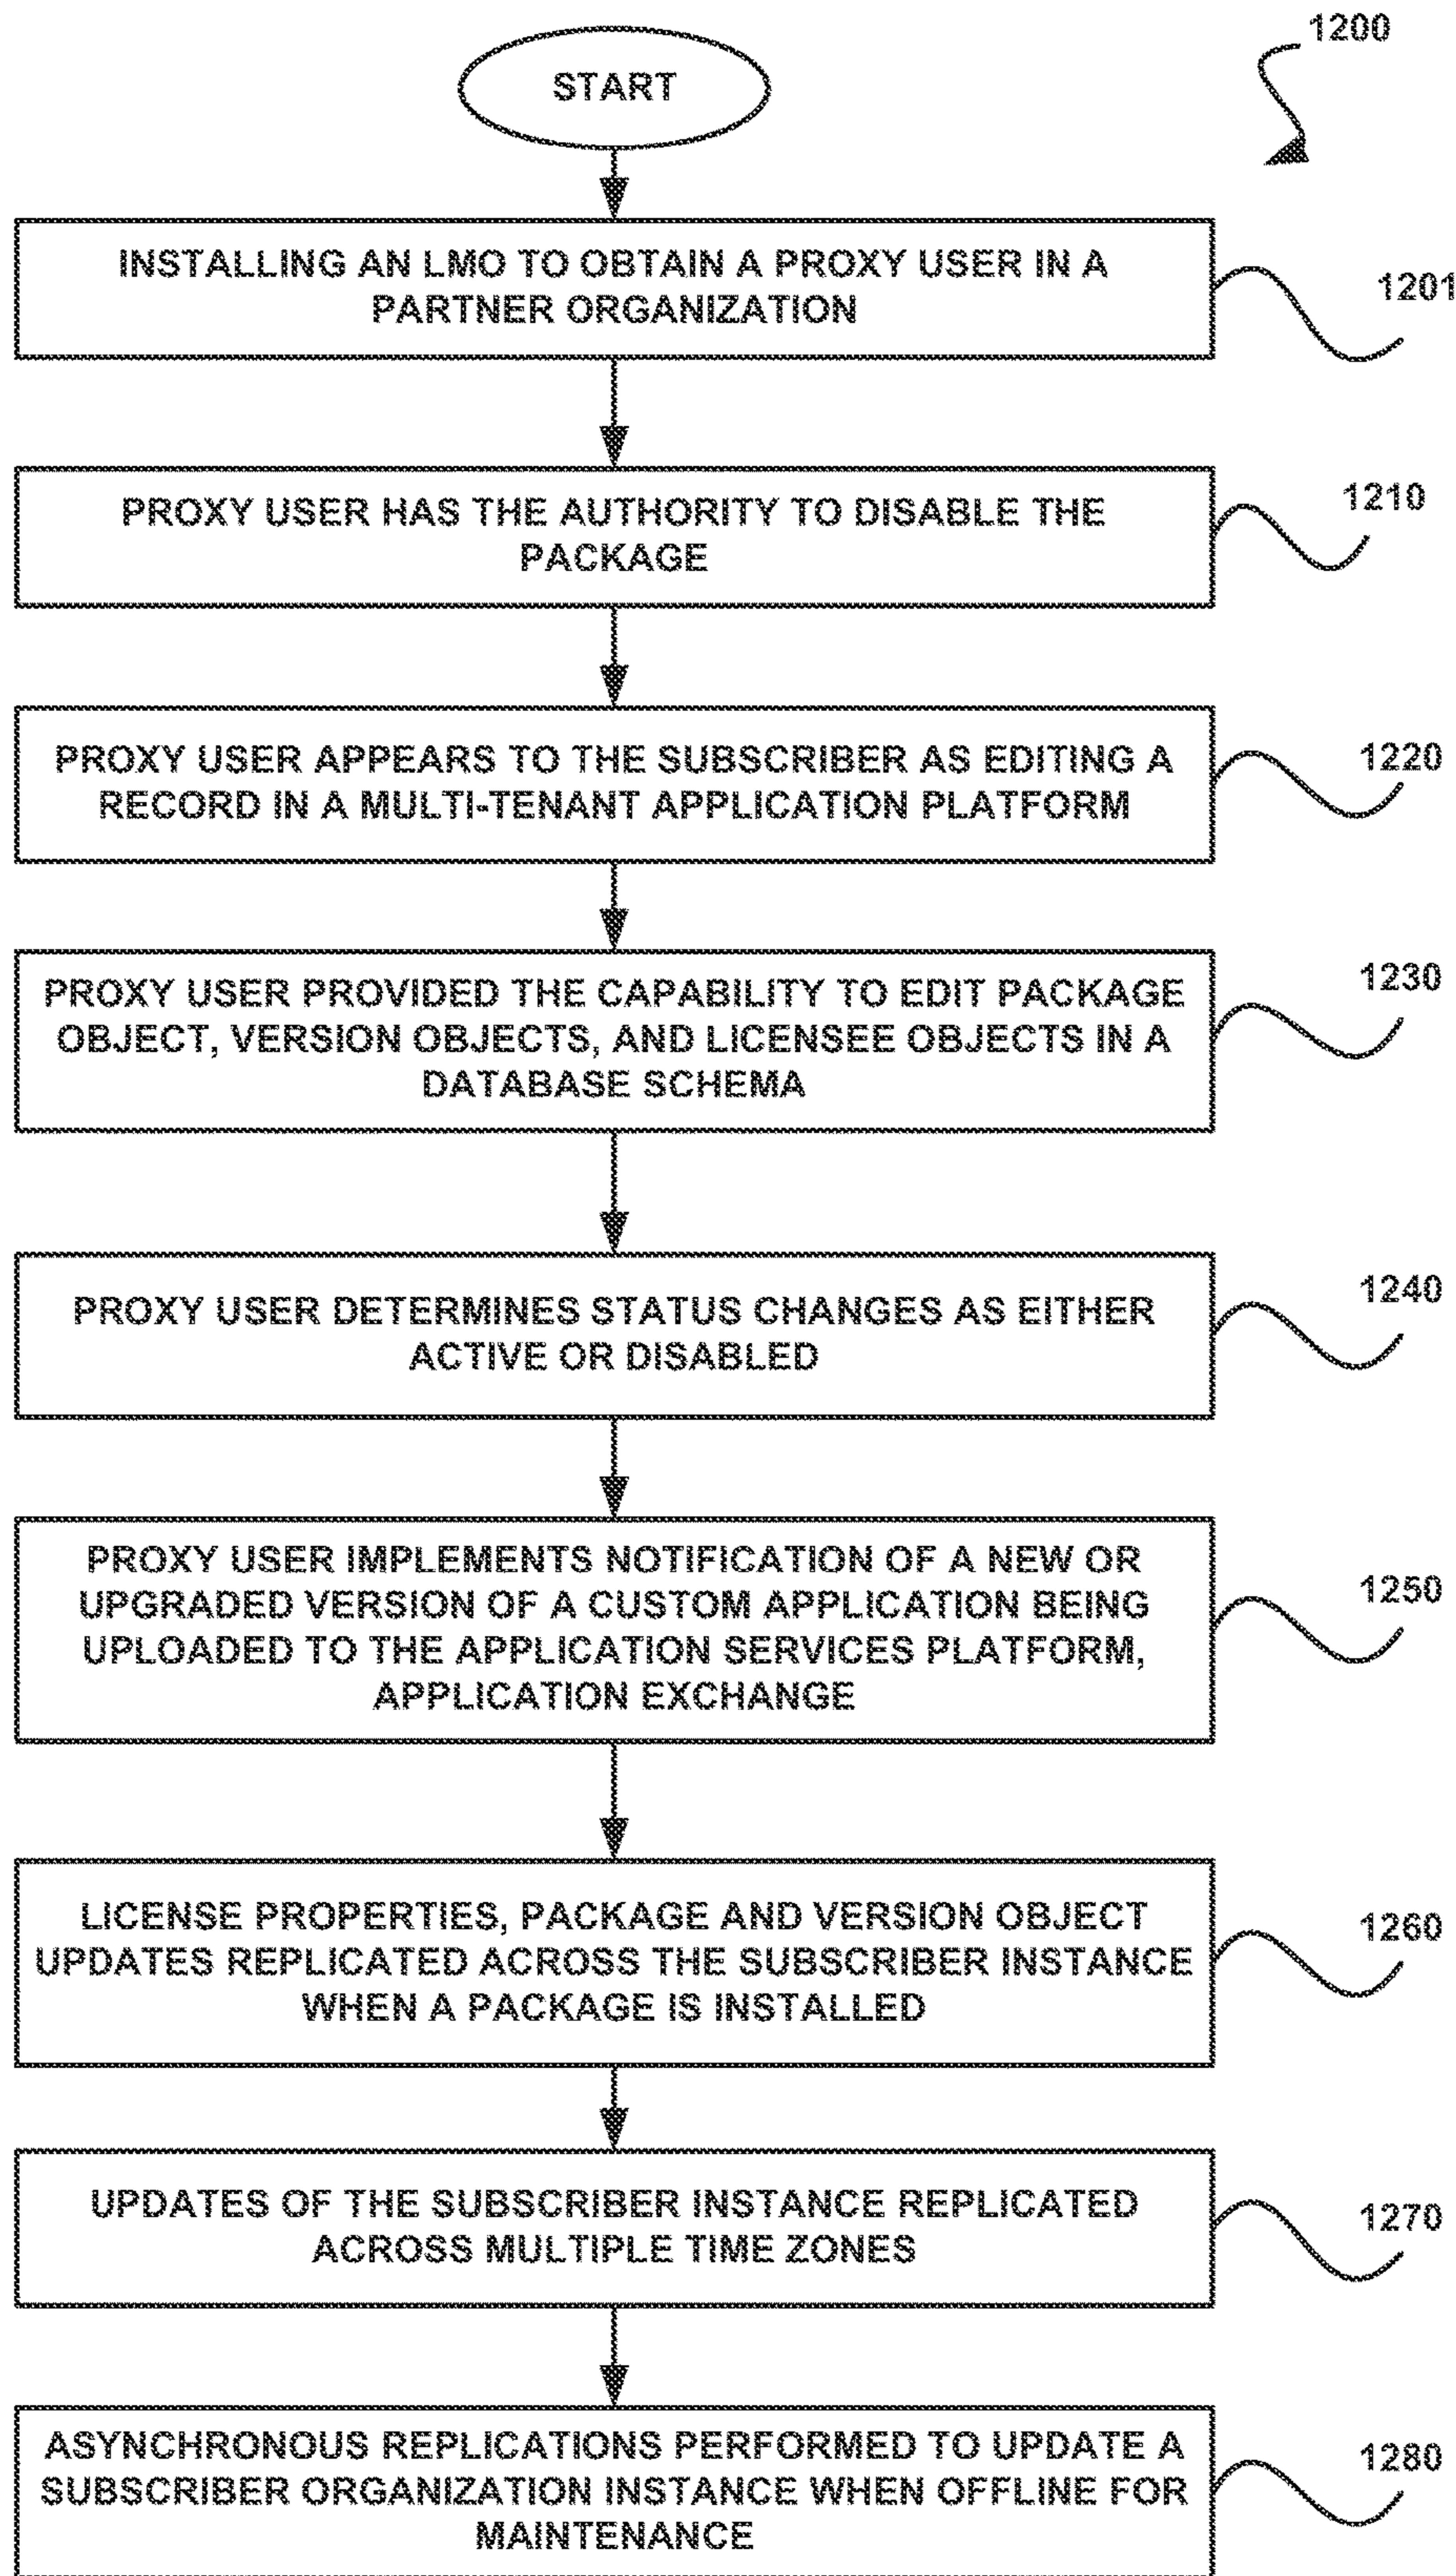 1200
START
INSTALLING AN LMO TO OBTAIN A PROXY USER IN A
PARTNER ORGANIZATION
1201
PROXY USER HAS THE AUTHORITY TO DISABLE THE
PACKAGE
1210
PROXY USER APPEARS TO THE SUBSCRIBER AS EDITING A
RECORD IN A MULTI-TENANT APPLICATION PLATFORM
1220
PROXY USER PROVIDED THE CAPABILITY TO EDIT PACKAGE
OBJECT, VERSION OBJECTS, AND LICENSEE OBJECTS IN A
DATABASE SCHEMA
1230
PROXY USER DETERMINES STATUS CHANGES AS EITHER
ACTIVE OR DISABLED
1240
PROXY USER IMPLEMENTS NOTIFICATION OF A NEW OR
UPGRADED VERSION OF A CUSTOM APPLICATION BEING
UPLOADED TO THE APPLICATION SERVICES PLATFORM,
APPLICATION EXCHANGE
1250
LICENSE PROPERTIES, PACKAGE AND VERSION OBJECT
UPDATES REPLICATED ACROSS THE SUBSCRIBER INSTANCE
WHEN A PACKAGE IS INSTALLED
1260
UPDATES OF THE SUBSCRIBER INSTANCE REPLICATED
ACROSS MULTIPLE TIME ZONES
1270
ASYNCHRONOUS REPLICATIONS PERFORMED TO UPDATE A
SUBSCRIBER ORGANIZATION INSTANCE WHEN OFFLINE FOR
MAINTENANCE
1280